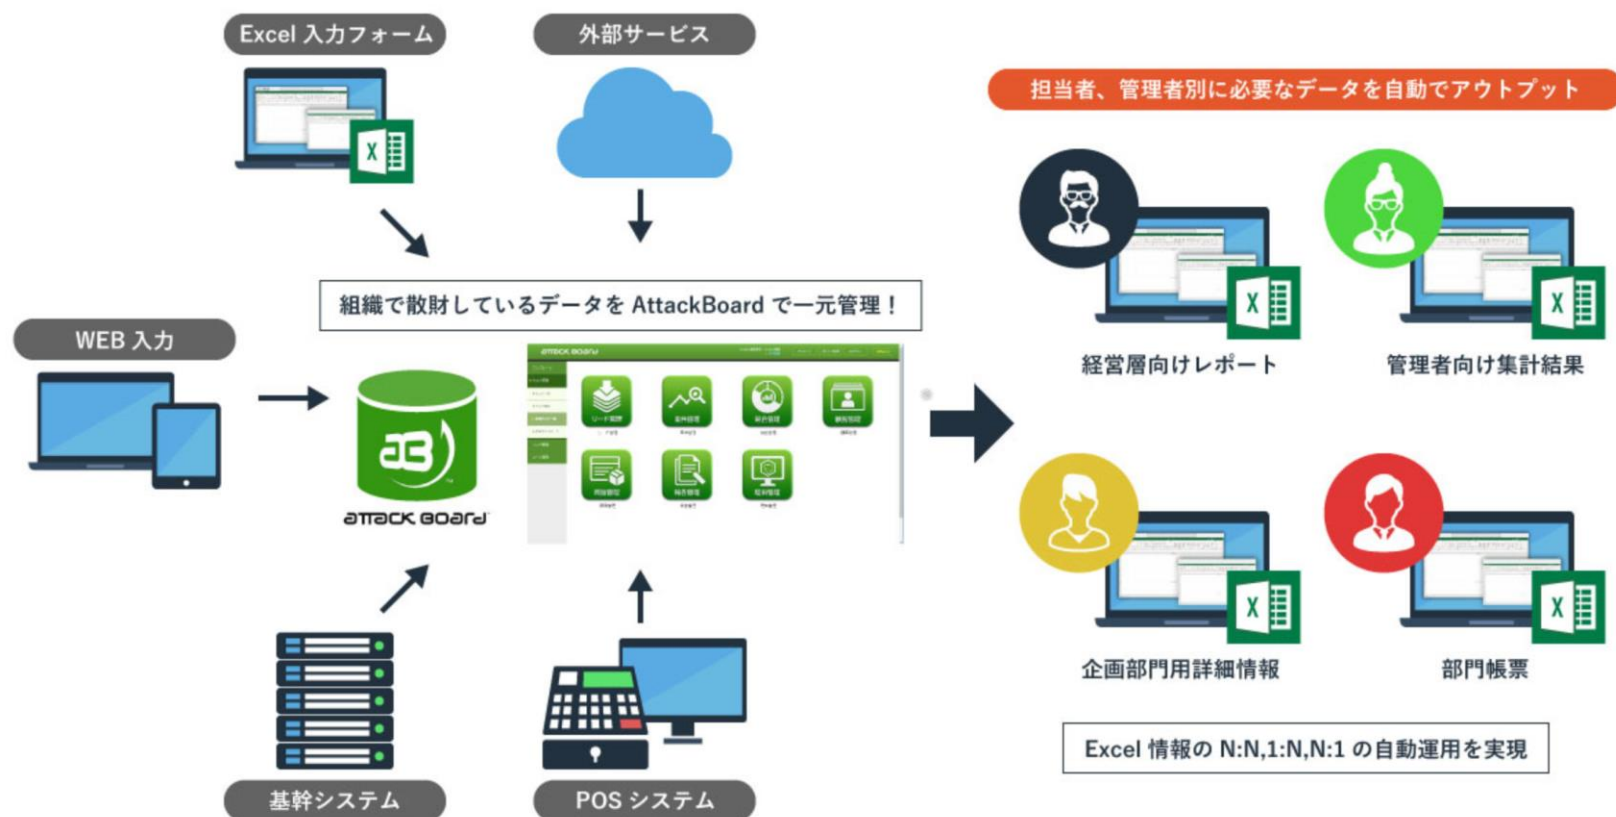 Excel 入力フォーム
外部サービス
担当者、管理者別に必要なデータを自動でアウトプット
組織で散財しているデータを AttackBoard で一元管理！
WEB 入力
経営層向けレポート
管理者向け集計結果
ATTACK BOARD
ATTACK BOARD
企画部門用詳細情報
部門帳票
Excel 情報の N:N,1:N,N:1 の自動運用を実現
基幹システム
POS システム